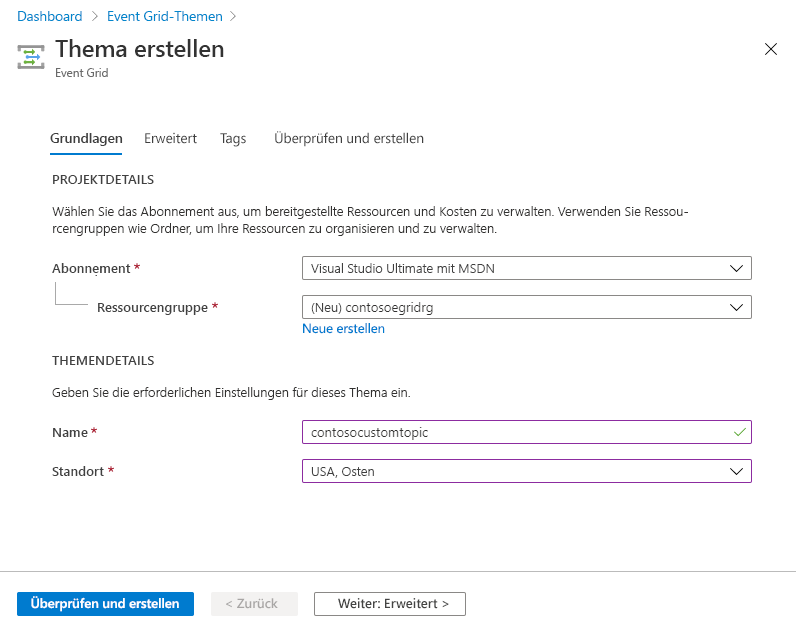 Dashboard > Event Grid-Themen >
Thema erstellen
Event Grid
Grundlagen Erweitert Tags Überprüfen und erstellen
PROJEKTDETAILS
Wählen Sie das Abonnement aus, um bereitgestellte Ressourcen und Kosten zu verwalten. Verwenden Sie Ressou-
rcengruppen wie Ordner, um Ihre Ressourcen zu organisieren und zu verwalten.
Abonnement * Visual Studio Ultimate mit MSDN
Ressourcengruppe * (Neu) contosoegridrg
Neue erstellen
THEMENDETAILS
Geben Sie die erforderlichen Einstellungen für dieses Thema ein.
Name * contosocustomtopic
Standort * USA, Osten
Überprüfen und erstellen < Zurück Weiter: Erweitert >